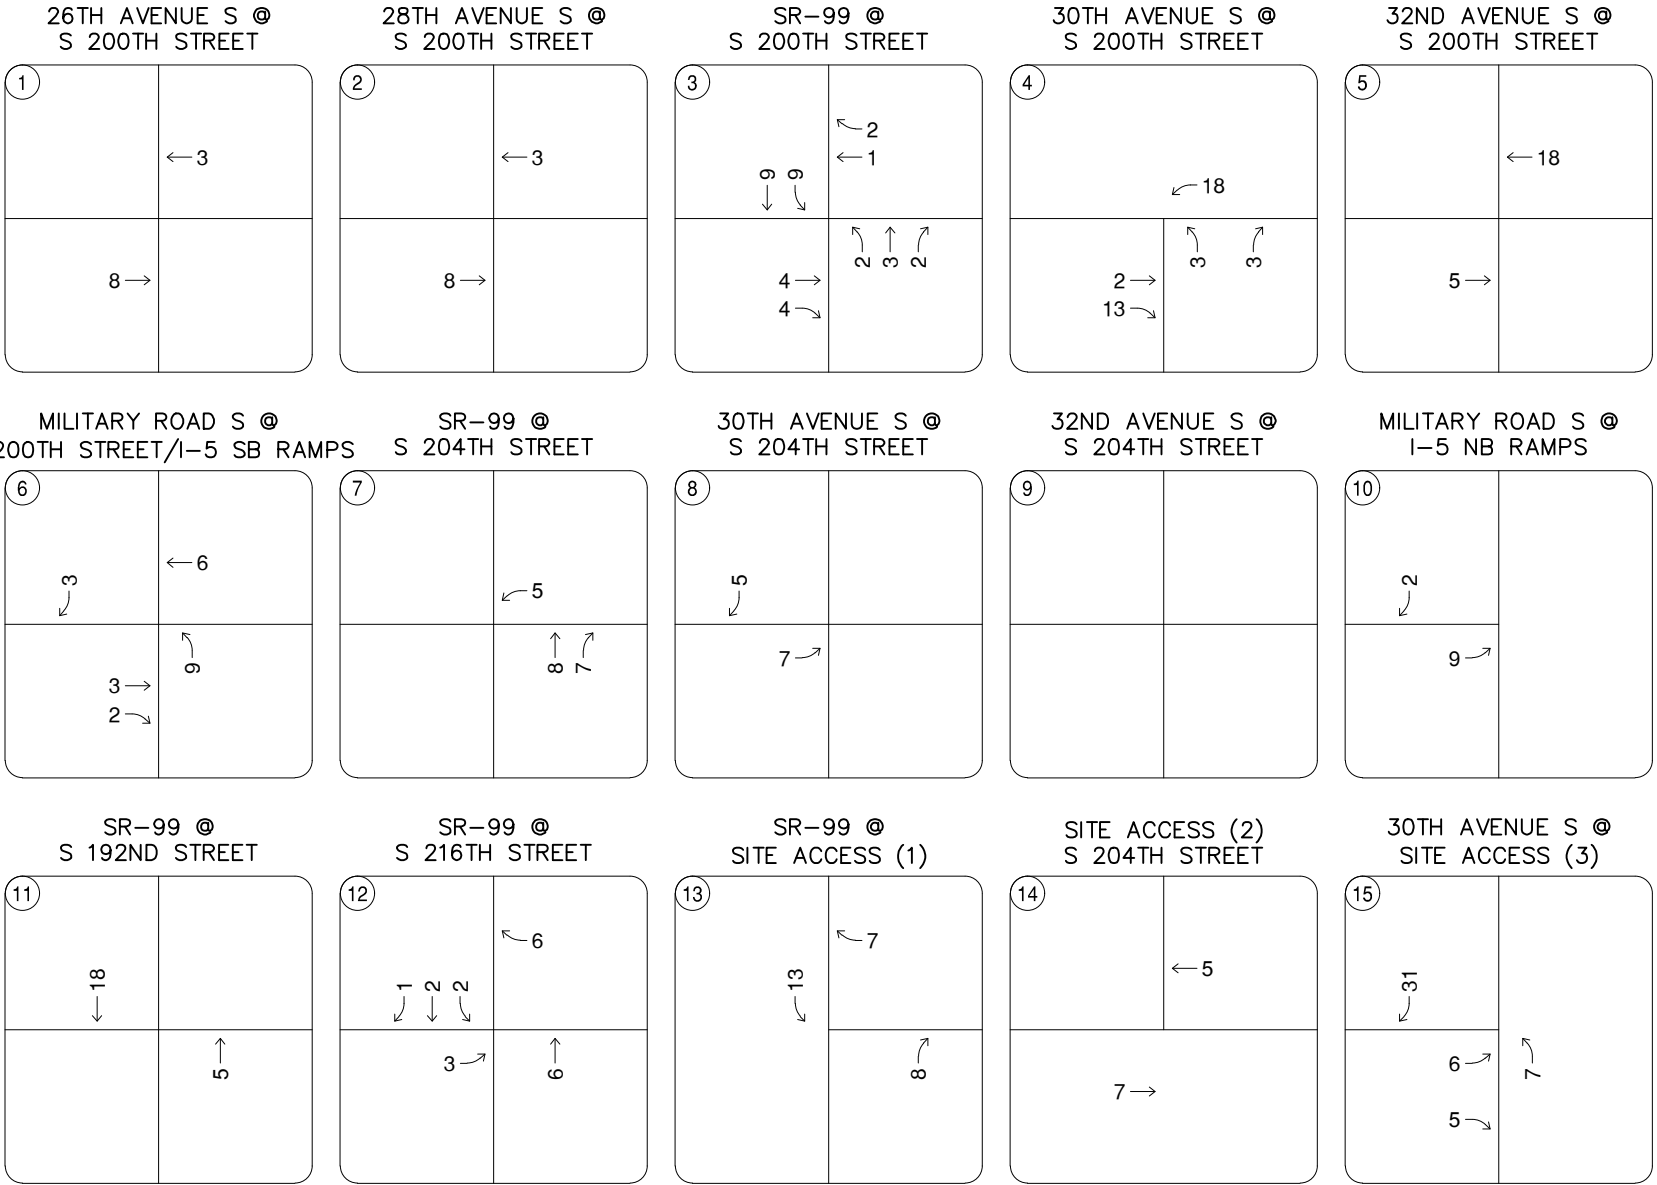 26TH AVENUE S @
S 200TH STREET
1
3
8
28TH AVENUE S @
S 200TH STREET
2
3
8
SR-99 @
S 200TH STREET
3
2
1
9 9
2 3 2
4
4
30TH AVENUE S @
S 200TH STREET
4
18
3 3
2
13
32ND AVENUE S @
S 200TH STREET
5
18
5
MILITARY ROAD S @
200TH STREET/I-5 SB RAMPS
6
6
3
9
3
2
SR-99 @
S 204TH STREET
7
5
8 7
30TH AVENUE S @
S 204TH STREET
8
5
7
32ND AVENUE S @
S 204TH STREET
9
MILITARY ROAD S @
I-5 NB RAMPS
10
2
9
SR-99 @
S 192ND STREET
11
18
5
SR-99 @
S 216TH STREET
12
6
1 2 2
3
6
SR-99 @
SITE ACCESS (1)
13
7
13
8
SITE ACCESS (2)
S 204TH STREET
14
5
7
30TH AVENUE S @
SITE ACCESS (3)
15
31
6
7
5